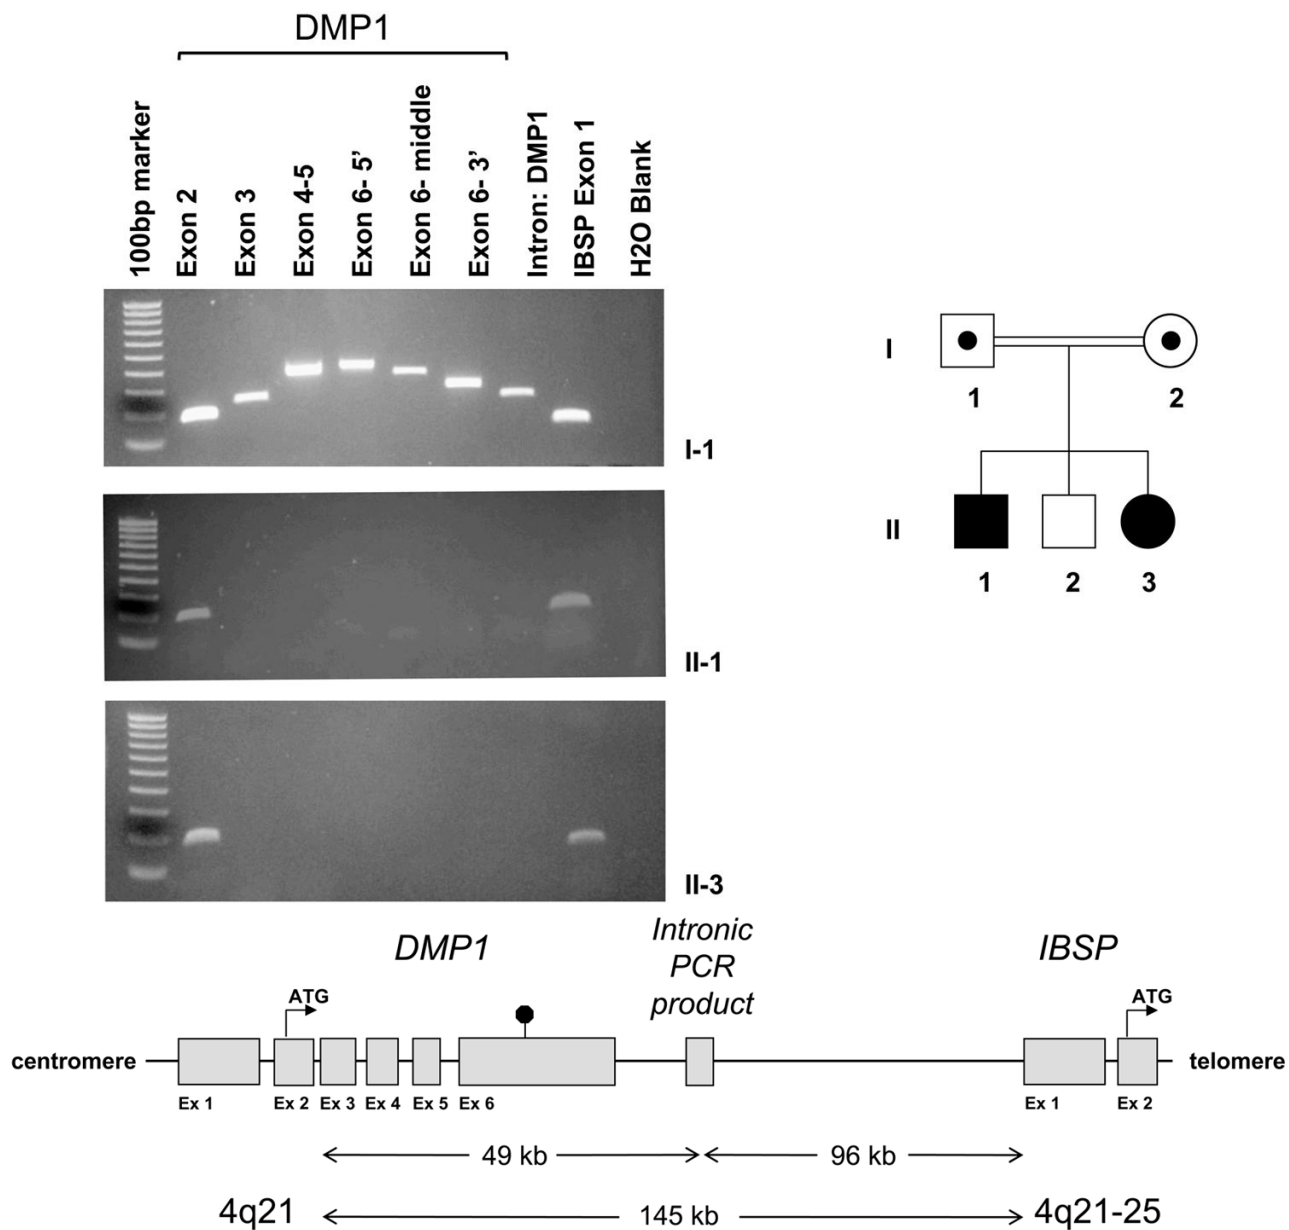 DMP1
100bp marker
Exon 2
Exon 3
Exon 4-5
Exon 6- 5’
Exon 6- middle
Exon 6- 3’
Intron: DMP1
IBSP Exon 1
H2O Blank
I-1
II-1
II-3
I
1
2
II
1
2
3
DMP1
Intronic
PCR
product
IBSP
ATG
ATG
centromere
telomere
Ex 1
Ex 2
Ex 3
Ex 4
Ex 5
Ex 6
Ex 1
Ex 2
49 kb
96 kb
4q21
145 kb
4q21-25